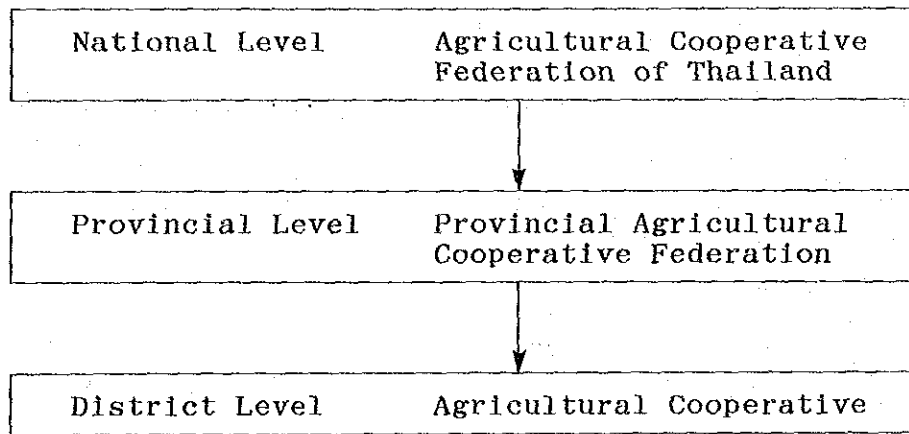 National Level Agricultural Cooperative
Federation of Thailand
Provincial Level Provincial Agricultural
Cooperative Federation
District Level Agricultural Cooperative